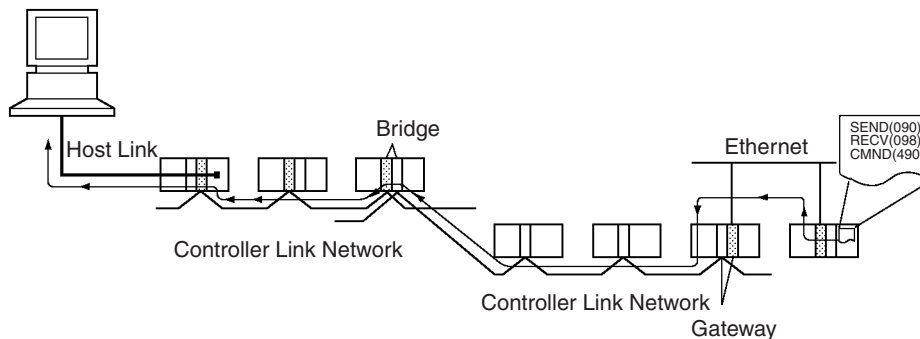 SEND(090)
RECV(098)
CMND(490
Bridge
Ethernet
Host Link
Controller Link Network
Controller Link Network
Gateway